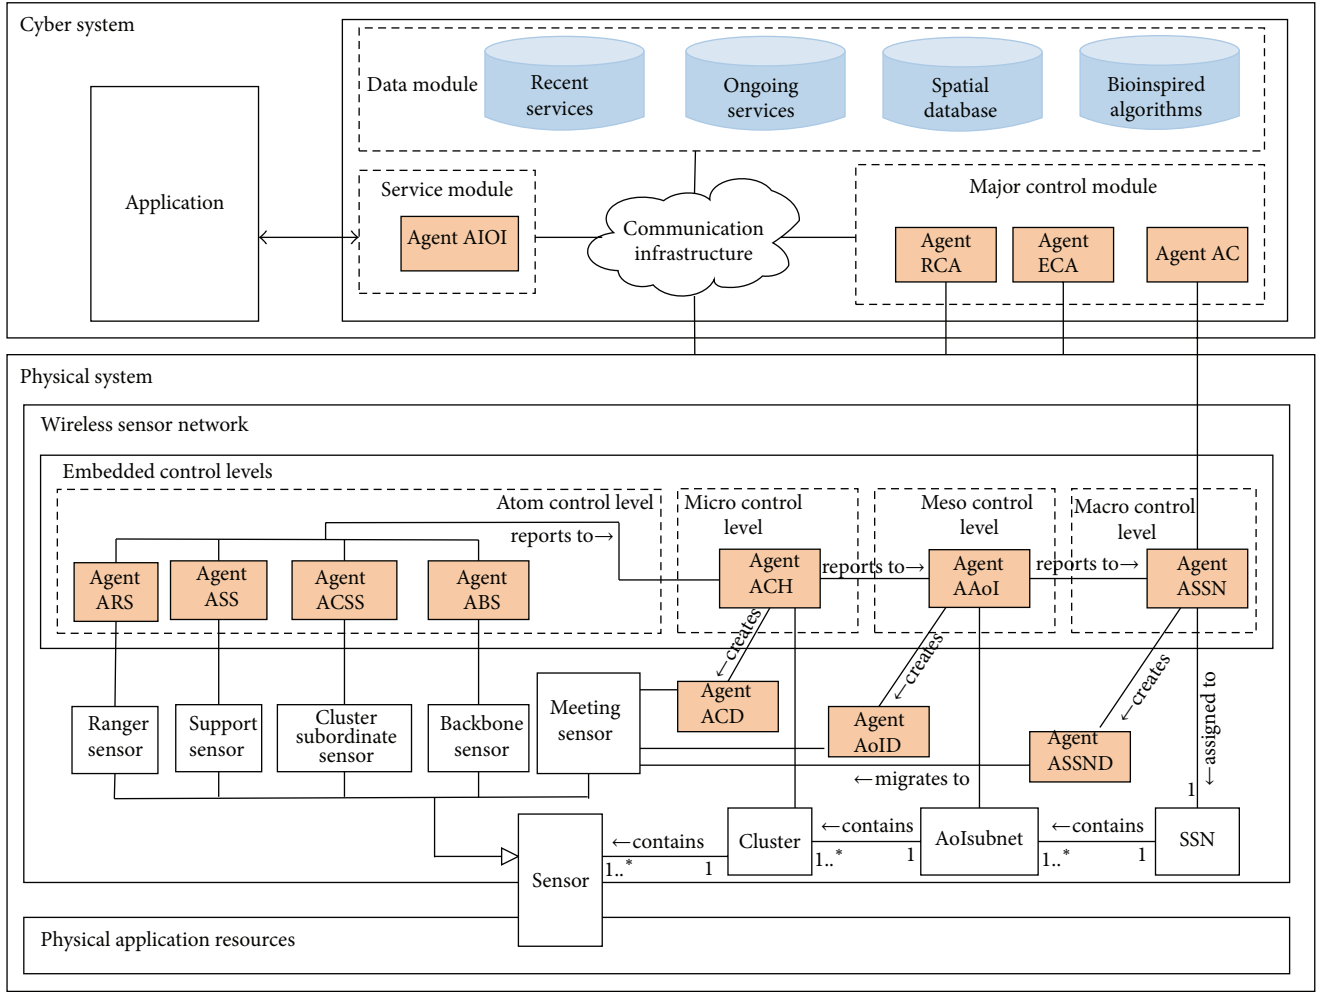 Cyber system
Data module
Recent
services
Ongoing
services
Spatial
database
Bioinspired
algorithms
Application
Service module
Agent AIOI
Communication
infrastructure
Major control module
Agent
RCA
Agent
ECA
Agent AC
Physical system
Wireless sensor network
Embedded control levels
Atom control level
reports to→
Micro control
level
Meso control
level
Macro control
level
Agent
ARS
Agent
ASS
Agent
ACSS
Agent
ABS
Agent
ACH
reports to→
Agent
AAoI
reports to→
Agent
ASSN
←creates
←creates
←creates
←assigned to
1
Ranger
sensor
Support
sensor
Cluster
subordinate
sensor
Backbone
sensor
Meeting
sensor
Agent
ACD
Agent
AoID
Agent
ASSND
←migrates to
Sensor
←contains
1..*
1
Cluster
←contains
1..*
1
AoIsubnet
←contains
1..*
1
SSN
Physical application resources